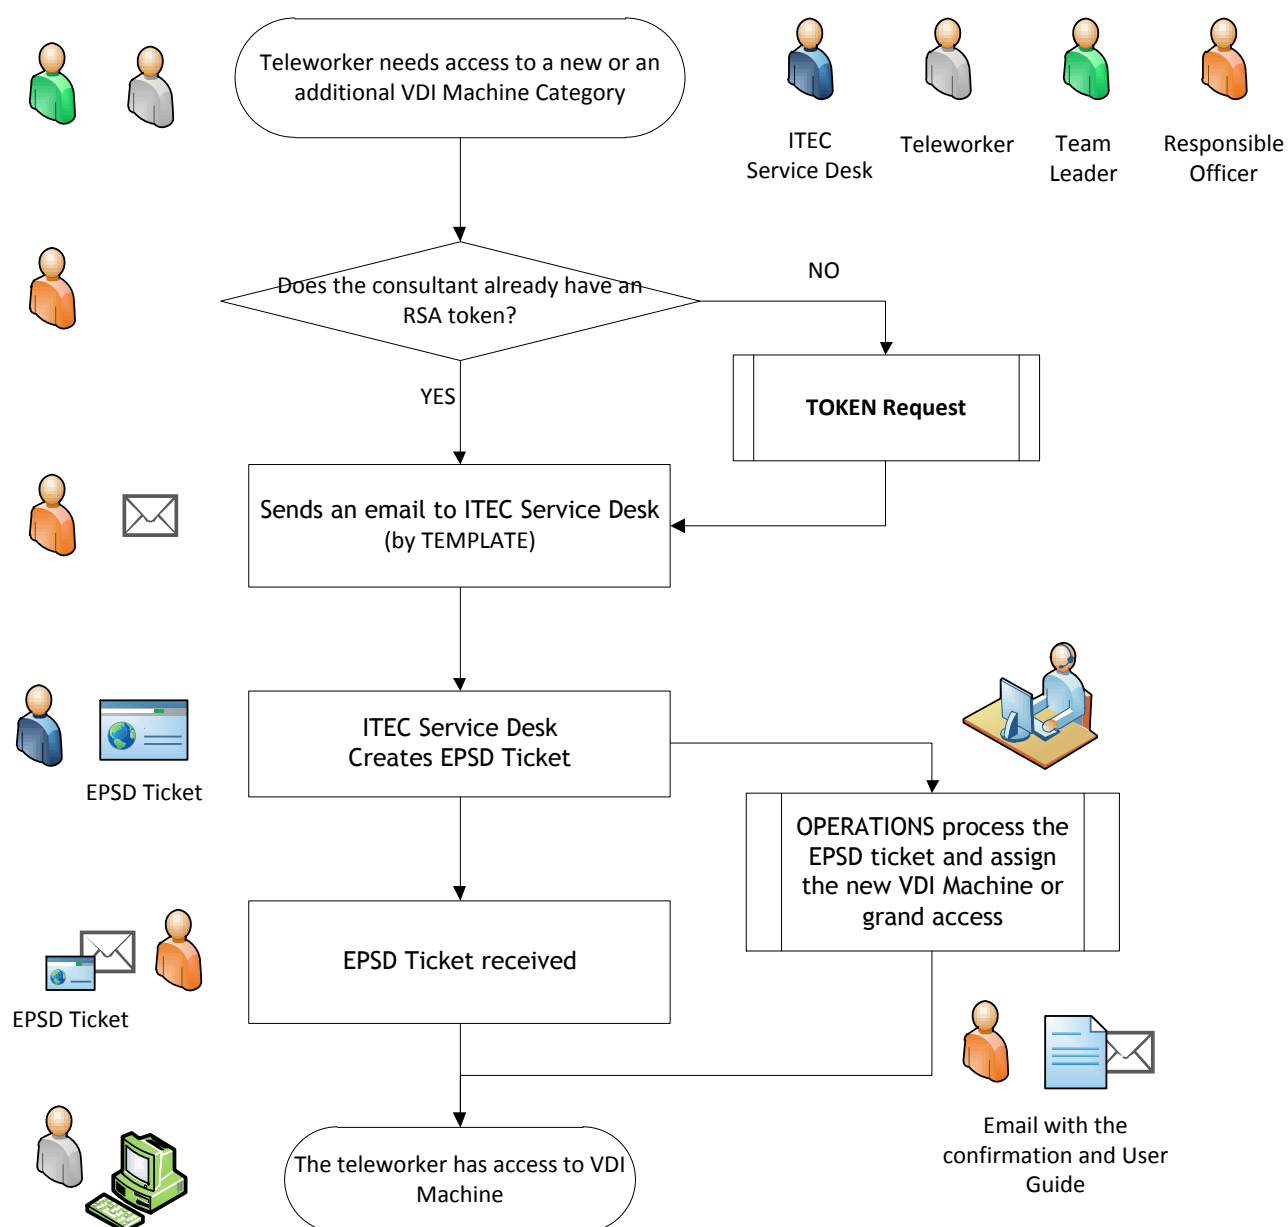 Teleworker needs access to a new or an
additional VDI Machine Category
ITEC
Service Desk
Teleworker
Team
Leader
Responsible
Officer
Does the consultant already have an
RSA token?
NO
YES
TOKEN Request
Sends an email to ITEC Service Desk
(by TEMPLATE)
ITEC Service Desk
Creates EPSD Ticket
EPSD Ticket
OPERATIONS process the
EPSD ticket and assign
the new VDI Machine or
grand access
EPSD Ticket received
EPSD Ticket
Email with the
confirmation and User
Guide
The teleworker has access to VDI
Machine